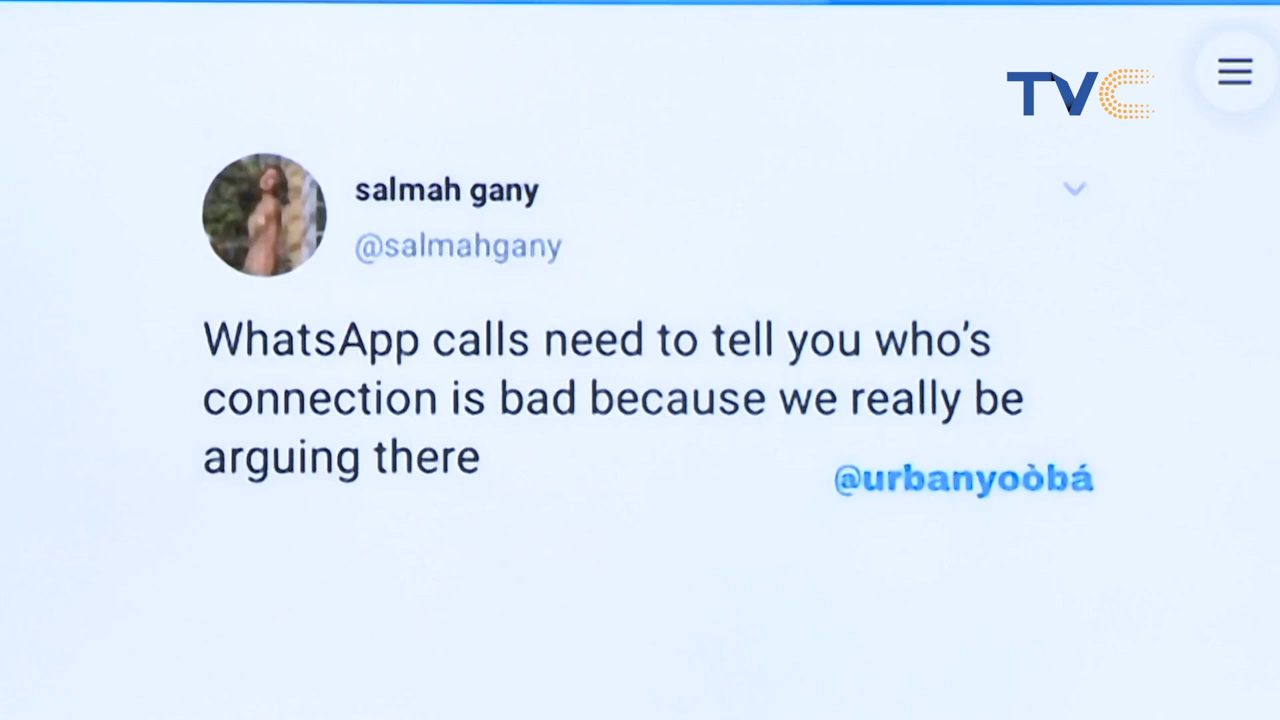 TVC
salmah gany
@salmahgany
WhatsApp calls need to tell you who's
connection is bad because we really be
arguing there
@urbanyoòbá